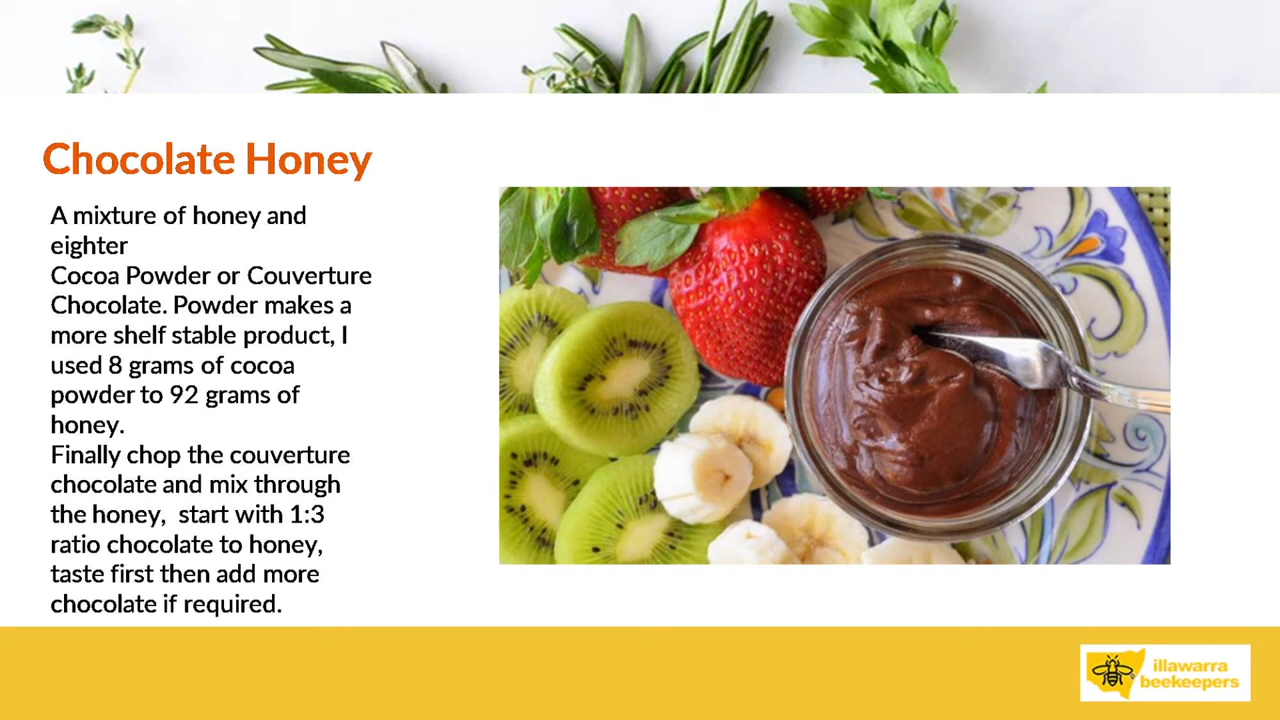 Chocolate Honey
A mixture of honey and
eighter
Cocoa Powder or Couverture
Chocolate. Powder makes a
more shelf stable product, I
used 8 grams of cocoa
powder to 92 grams of
honey.
Finally chop the couverture
chocolate and mix through
the honey,  start with 1:3
ratio chocolate to honey,
taste first then add more
chocolate if required.
illawarra
beekeepers